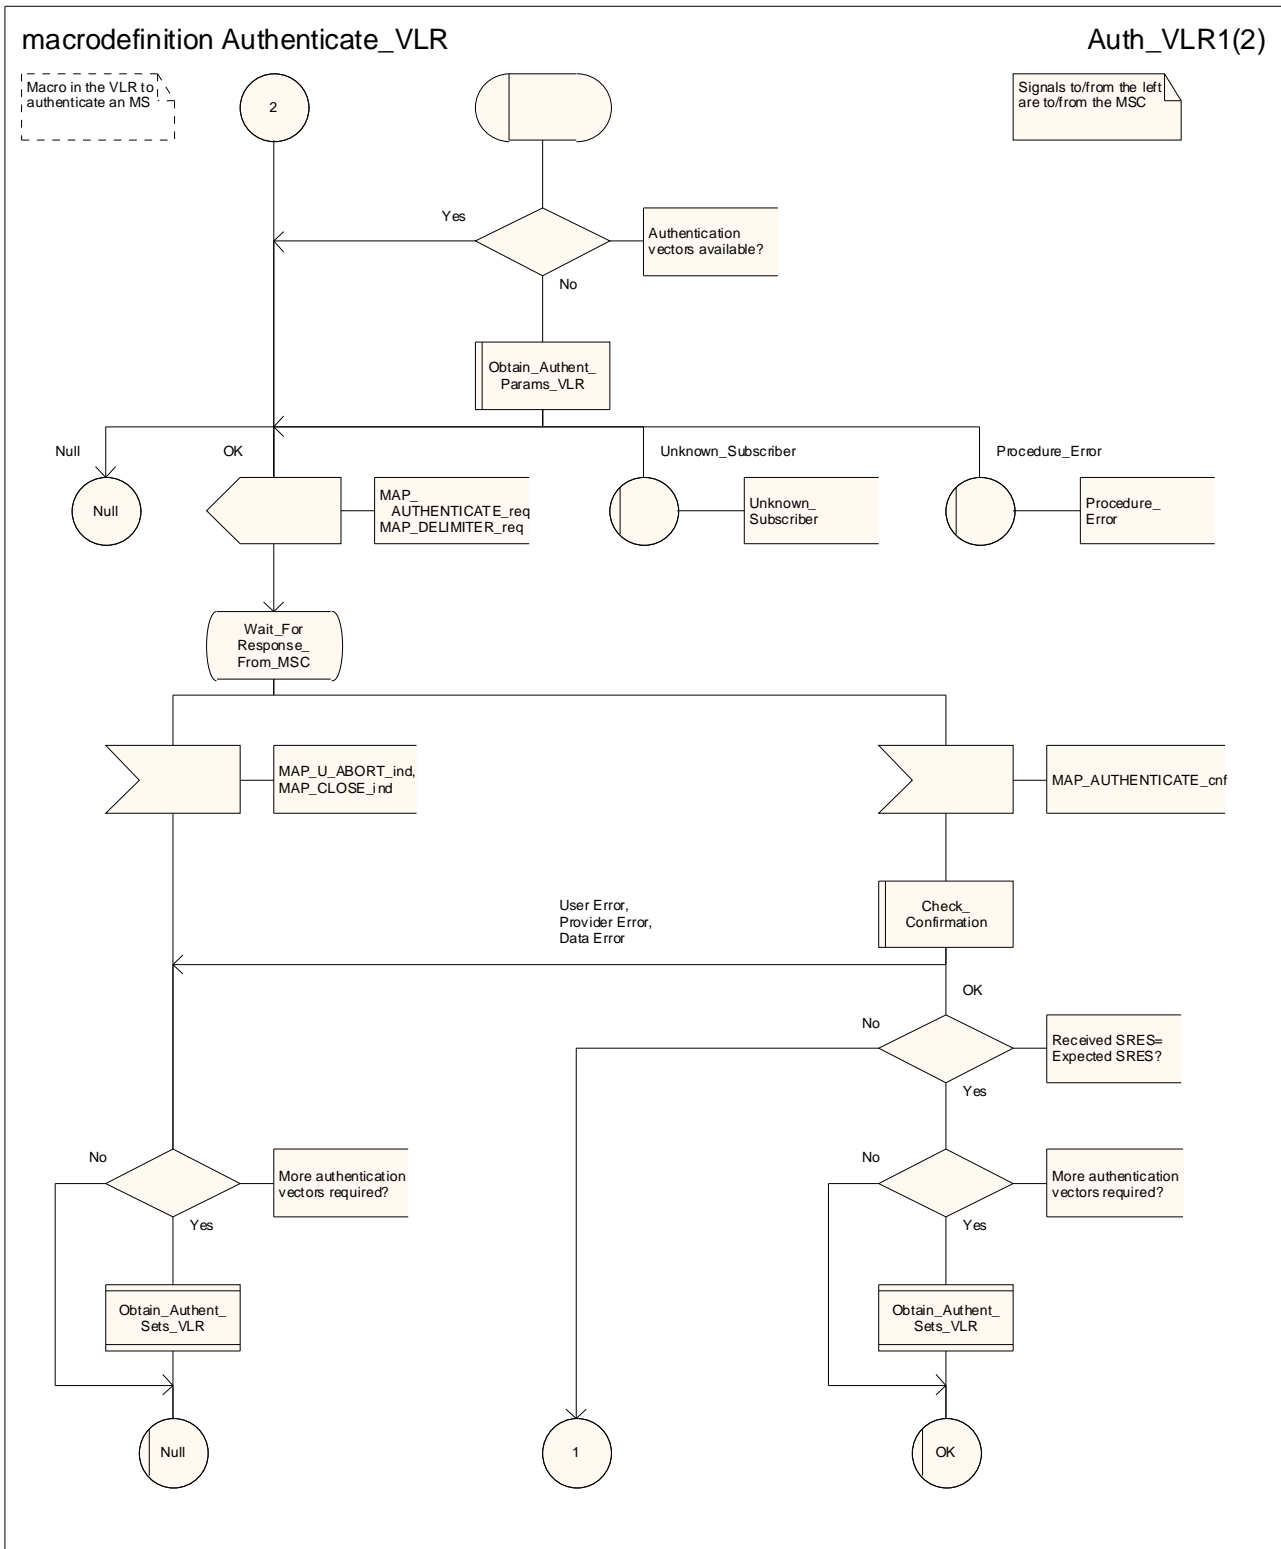 macrodefinition Authenticate_VLR
Auth_VLR1(2)
Macro in the VLR to
authenticate an MS
2
Signals to/from the left
are to/from the MSC
Yes
Authentication
vectors available?
No
Obtain_Authent_
Params_VLR
Null
OK
Unknown_Subscriber
Procedure_Error
Null
MAP_
AUTHENTICATE_req
MAP_DELIMITER_req
Unknown_
Subscriber
Procedure_
Error
Wait_For
Response_
From_MSC
MAP_U_ABORT_ind,
MAP_CLOSE_ind
MAP_AUTHENTICATE_cnf
User Error,
Provider Error,
Data Error
Check_
Confirmation
OK
No
Received SRES=
Expected SRES?
Yes
No
More authentication
vectors required?
Yes
No
More authentication
vectors required?
Yes
Obtain_Authent_
Sets_VLR
Obtain_Authent_
Sets_VLR
Null
1
OK